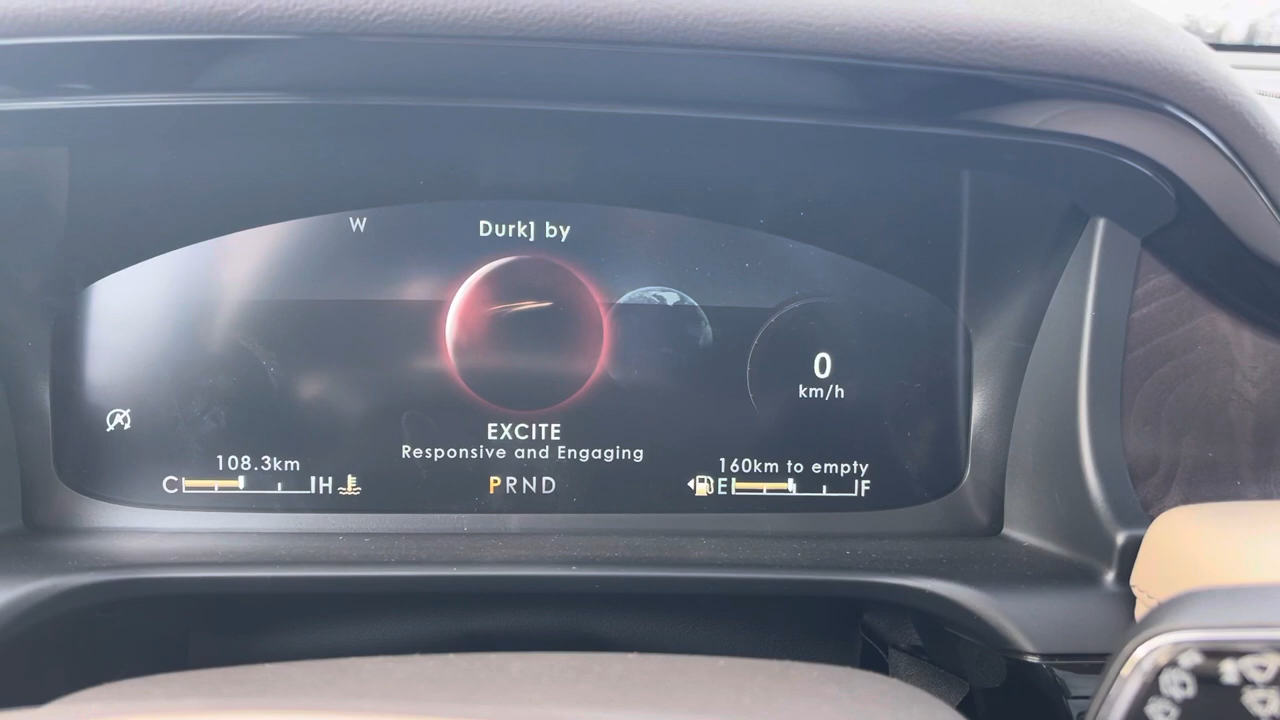 W
Durk] by
0
km/h
EXCITE
Responsive and Engaging
108.3km
160km to empty
C H
PRND
E F